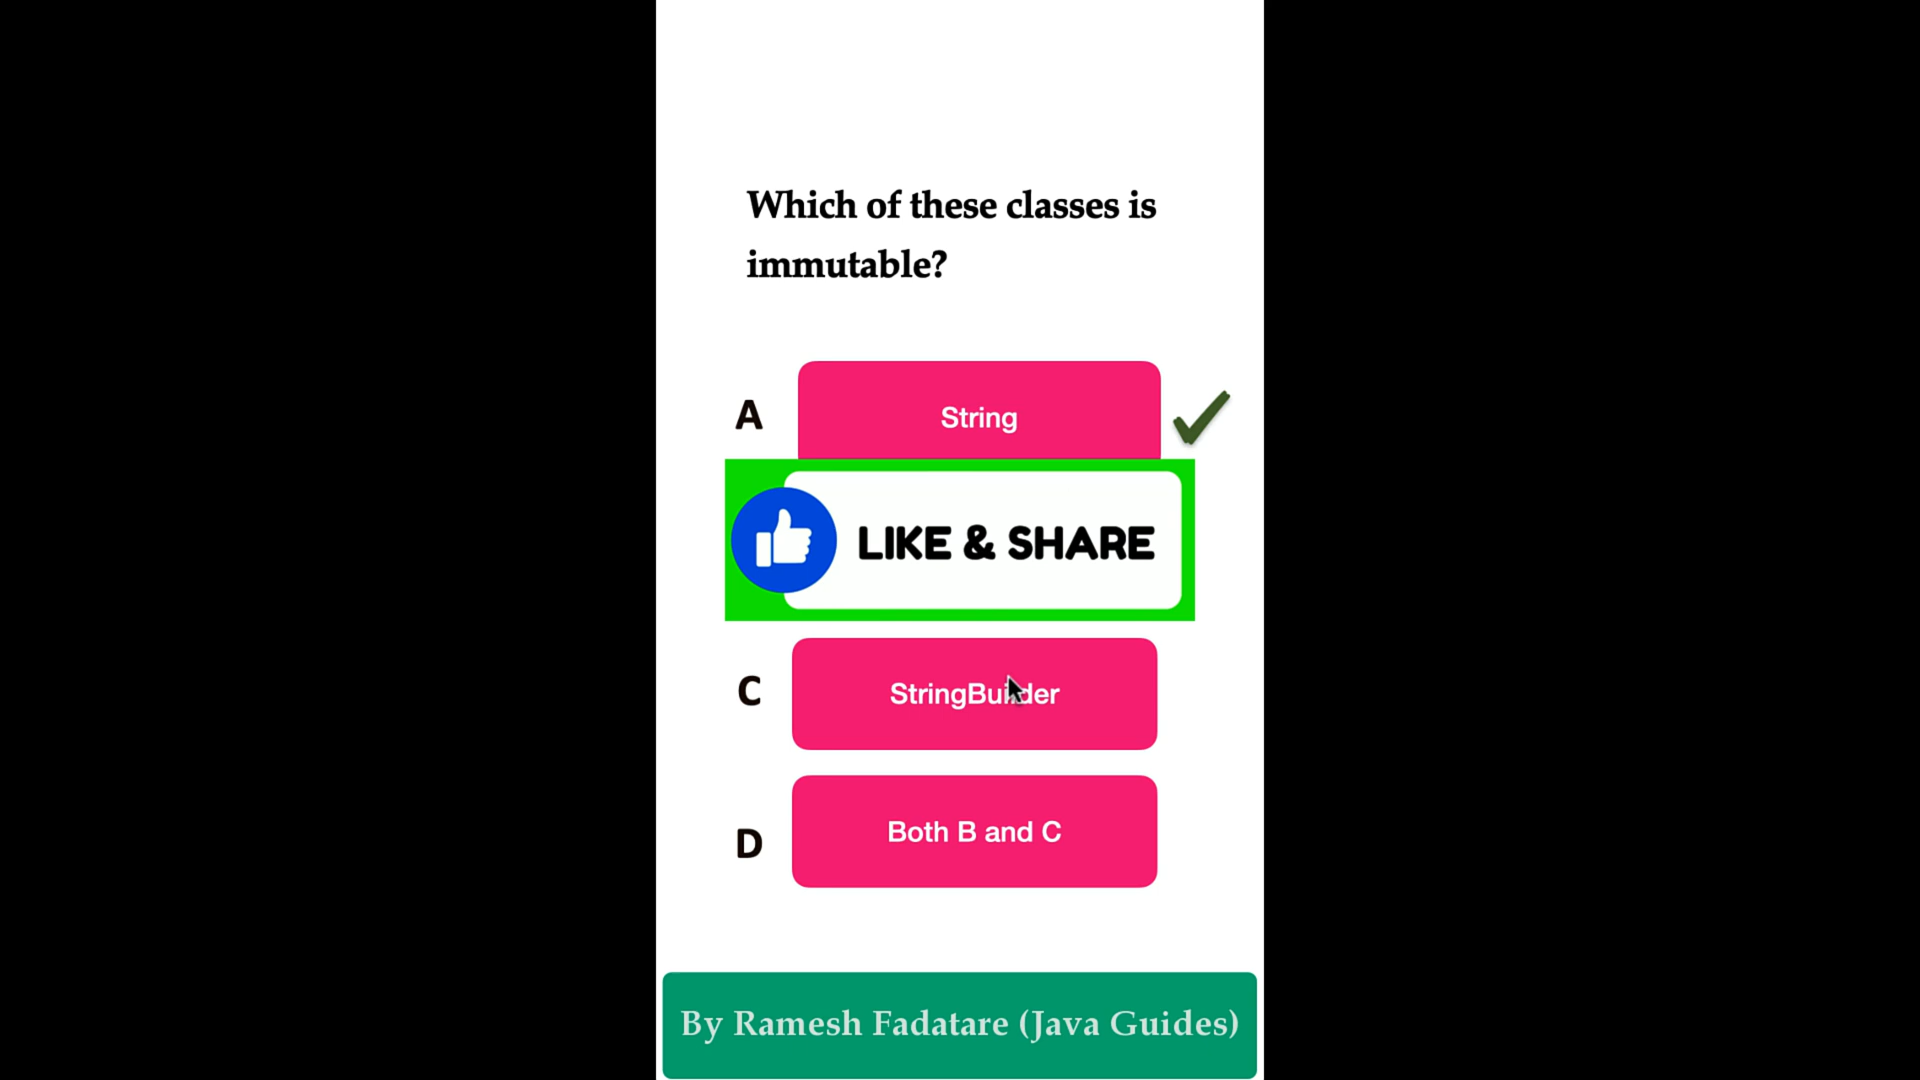 Which of these classes is
immutable?
A
String
LIKE & SHARE
C
StringBuilder
D
Both B and C
By Ramesh Fadatare (Java Guides)